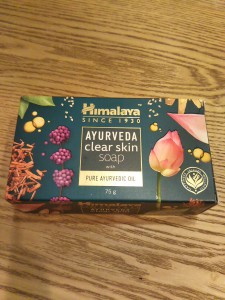 Himalaya
SINCE 1930
AYURVEDA
clear skin
soap
with
PURE AYURVEDIC OIL
75 g